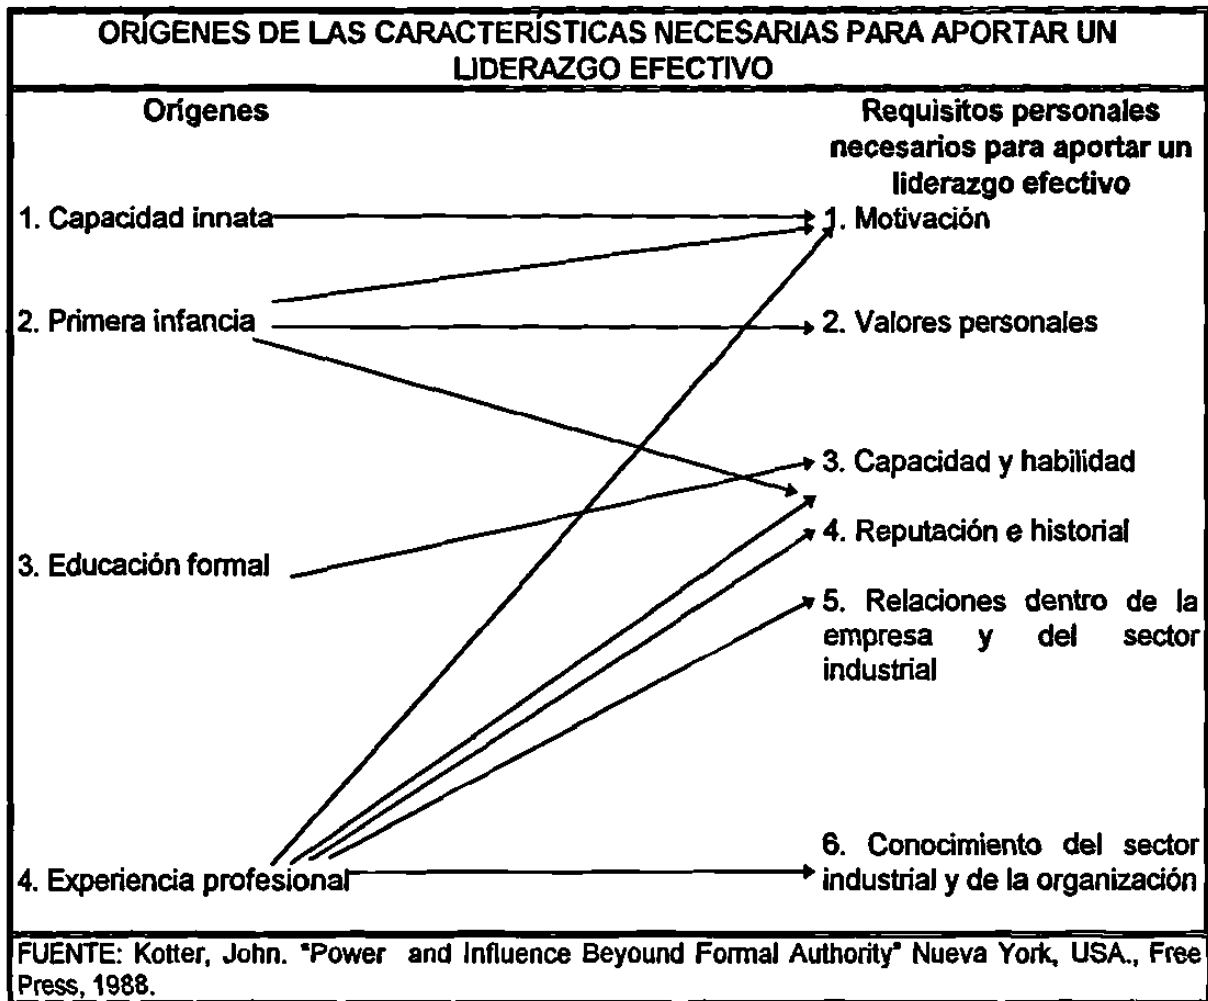 ORÍGENES DE LAS CARACTERÍSTICAS NECESARIAS PARA APORTAR UN
LIDERAZGO EFECTIVO
Orígenes
Requisitos personales
necesarios para aportar un
liderazgo efectivo
1. Capacidad innata
1. Motivación
2. Primera infancia
2. Valores personales
3. Capacidad y habilidad
4. Reputación e historial
3. Educación formal
5. Relaciones dentro de la
empresa y del sector
industrial
6. Conocimiento del sector
4. Experiencia profesional
industrial y de la organización
FUENTE: Kotter, John. "Power and Influence Beyound Formal Authority" Nueva York, USA., Free
Press, 1988.